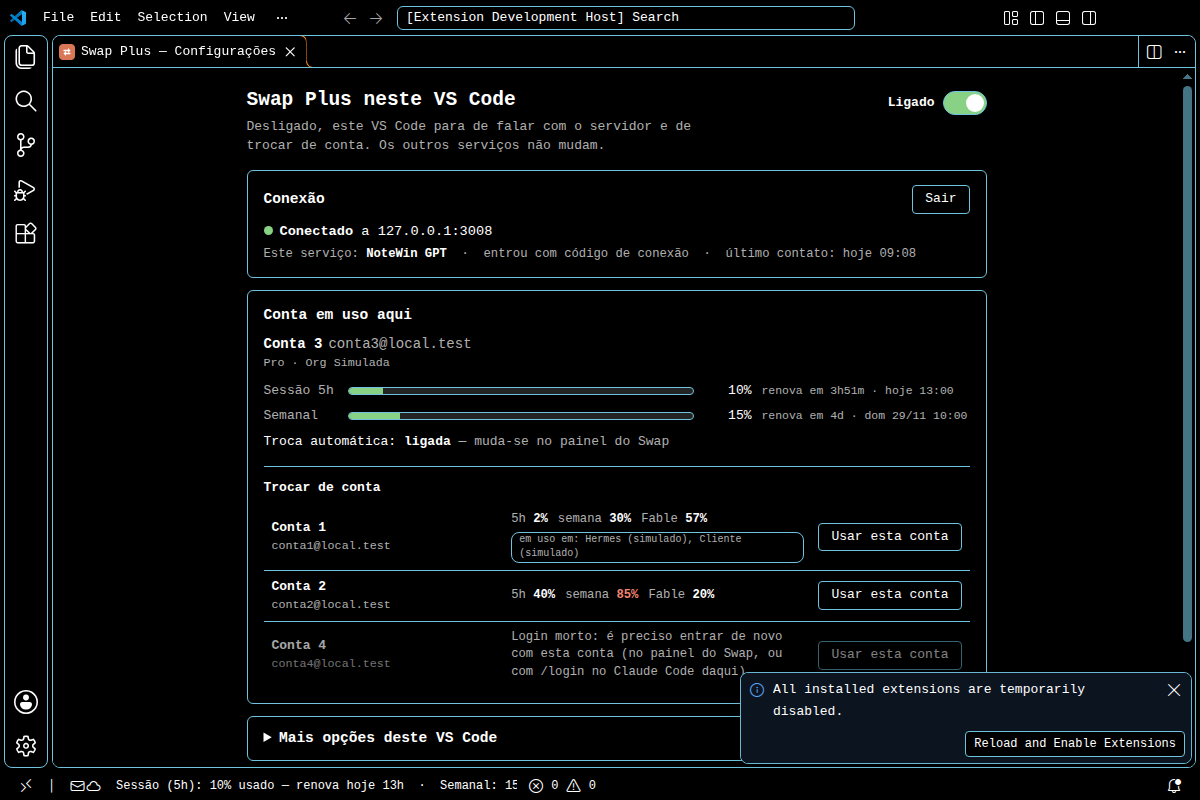 File Edit Selection View ···
[Extension Development Host] Search
Swap Plus — Configurações
Swap Plus neste VS Code
Ligado
Desligado, este VS Code para de falar com o servidor e de
trocar de conta. Os outros serviços não mudam.
Conexão
Sair
Conectado a 127.0.0.1:3008
Este serviço: NoteWin GPT · entrou com código de conexão · último contato: hoje 09:08
Conta em uso aqui
Conta 3 conta3@local.test
Pro · Org Simulada
Sessão 5h 10% renova em 3h51m · hoje 13:00
Semanal 15% renova em 4d · dom 29/11 10:00
Troca automática: ligada — muda-se no painel do Swap
Trocar de conta
Conta 1
conta1@local.test
5h 2% semana 30% Fable 57%
em uso em: Hermes (simulado), Cliente
(simulado)
Usar esta conta
Conta 2
conta2@local.test
5h 40% semana 85% Fable 20%
Usar esta conta
Conta 4
conta4@local.test
Login morto: é preciso entrar de novo
com esta conta (no painel do Swap, ou
com /login no Claude Code daqui)
Usar esta conta
Mais opções deste VS Code
All installed extensions are temporarily
disabled.
Reload and Enable Extensions
Sessão (5h): 10% usado — renova hoje 13h · Semanal: 15 0 0